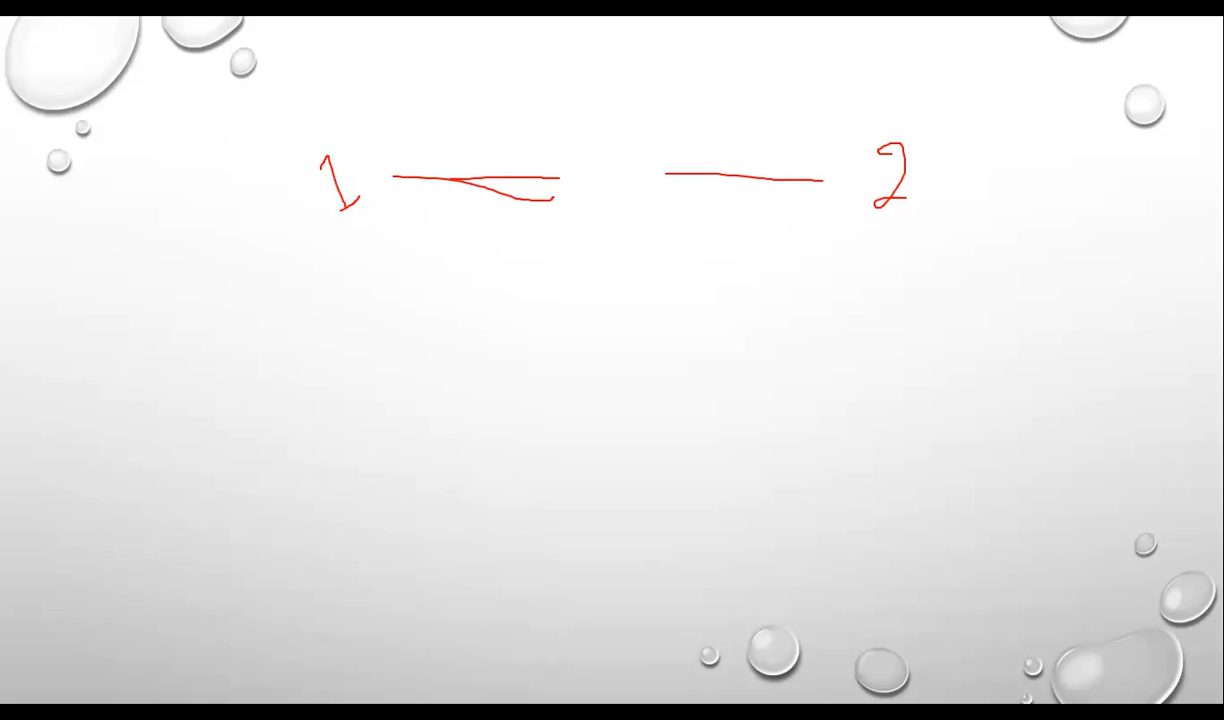 1 — — 2